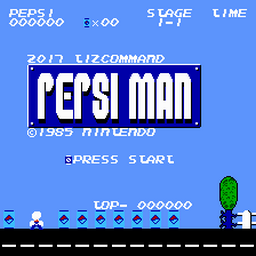 PEPSI STAGE TIME
000000 ×00 1-1
2017 TIZCOMMAND
PEPSI MAN
©1985 NINTENDO
PRESS START
TOP- 000000